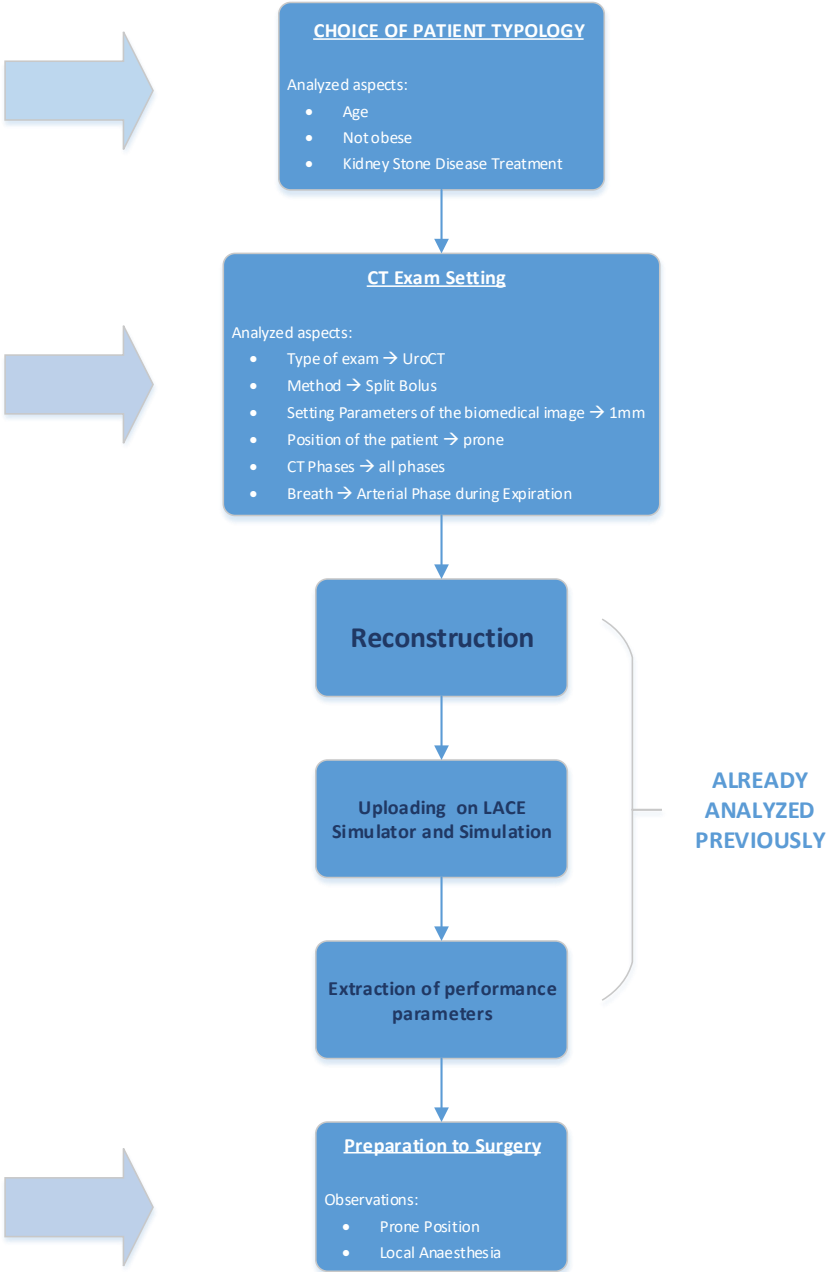 CHOICE OF PATIENT TYPOLOGY
Analyzed aspects:
• Age
• Not obese
• Kidney Stone Disease Treatment
CT Exam Setting
Analyzed aspects:
• Type of exam → UroCT
• Method → Split Bolus
• Setting Parameters of the biomedical image → 1mm
• Position of the patient → prone
• CT Phases → all phases
• Breath → Arterial Phase during Expiration
Reconstruction
Uploading on LACE
Simulator and Simulation
ALREADY
ANALYZED
PREVIOUSLY
Extraction of performance
parameters
Preparation to Surgery
Observations:
• Prone Position
• Local Anaesthesia